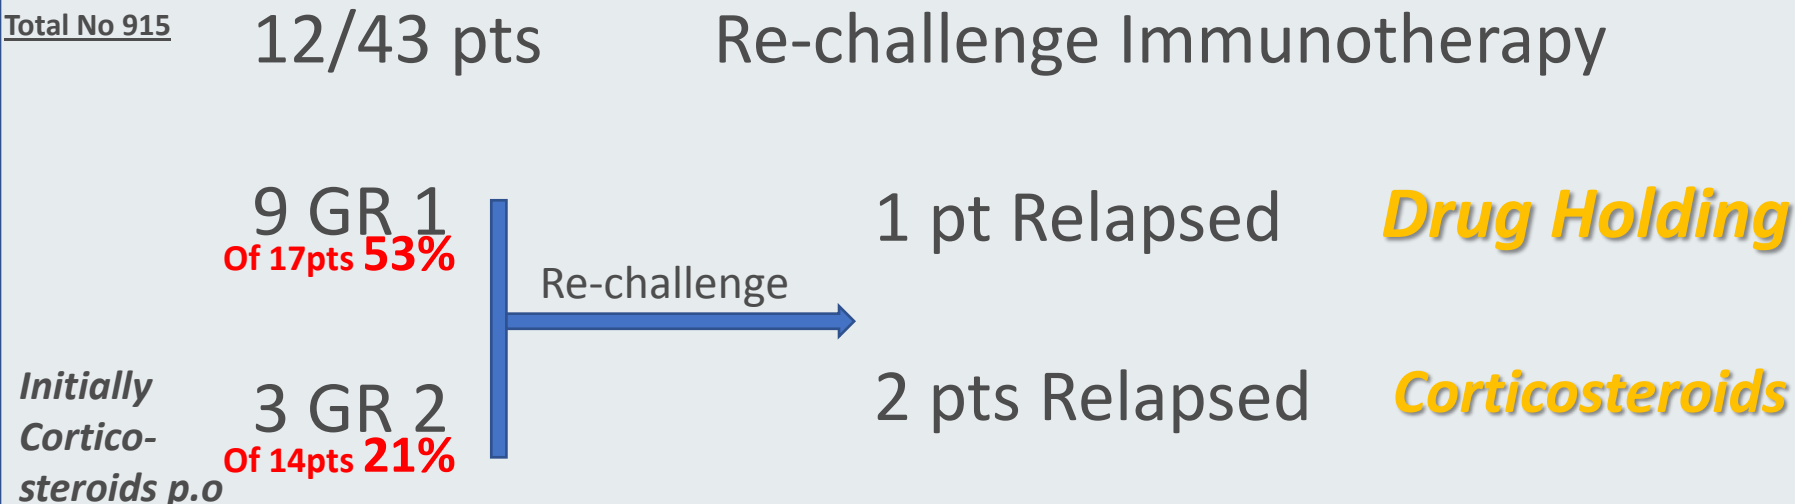 Total No 915
12/43 pts
Re-challenge Immunotherapy
9 GR 1
Of 17pts 53%
Re-challenge
1 pt Relapsed
Drug Holding
Initially
Cortico-
steroids p.o
3 GR 2
Of 14pts 21%
2 pts Relapsed
Corticosteroids